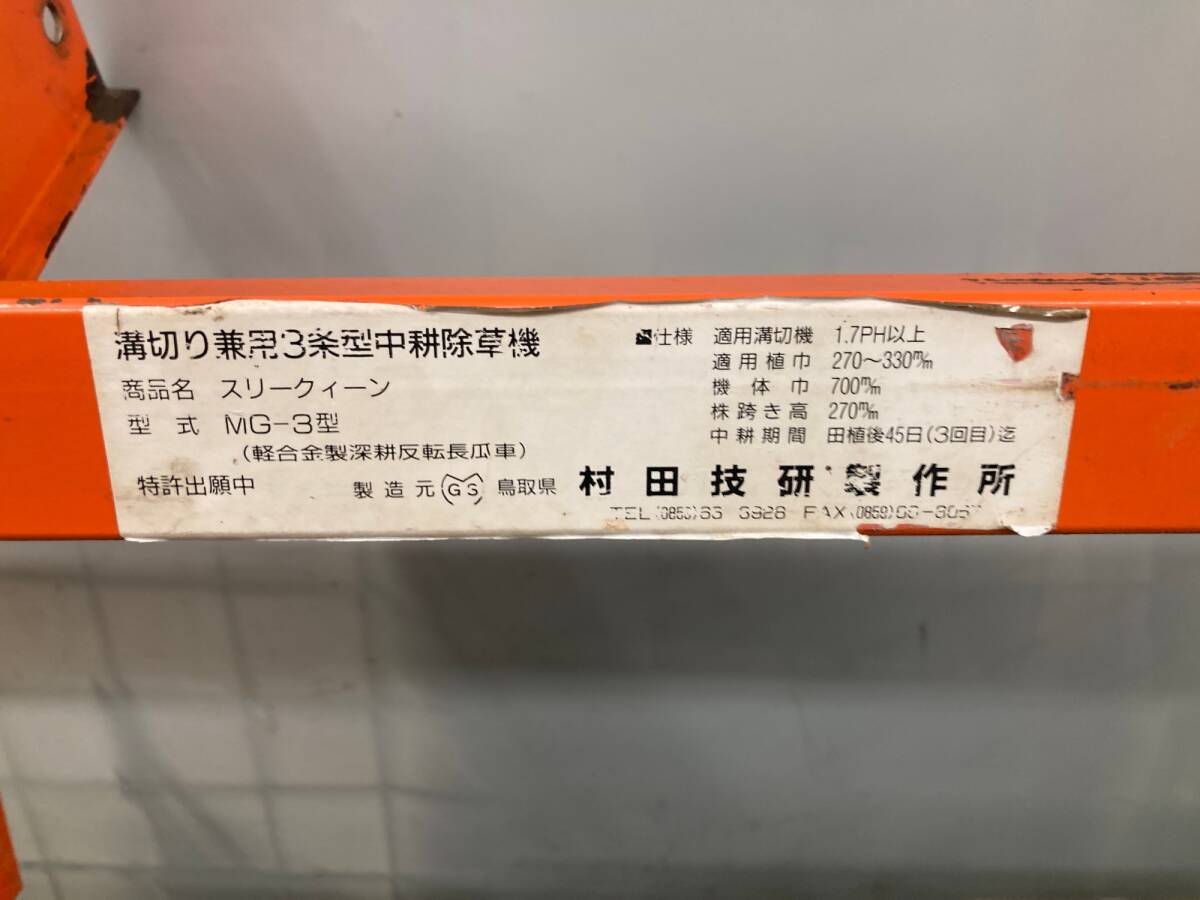 溝切り兼用3条型中耕除草機
商品名 スリークィーン
型式 MG-3型
(軽合金製深耕反転長爪車)
特許出願中
仕様 適用溝切機 1.7PH以上
適用植巾 270~330m/m
機体巾 700m/m
株跨き高 270m/m
中耕期間 田植後45日(3回目)迄
製造元 GS 鳥取県 村田技研製作所
TEL FAX